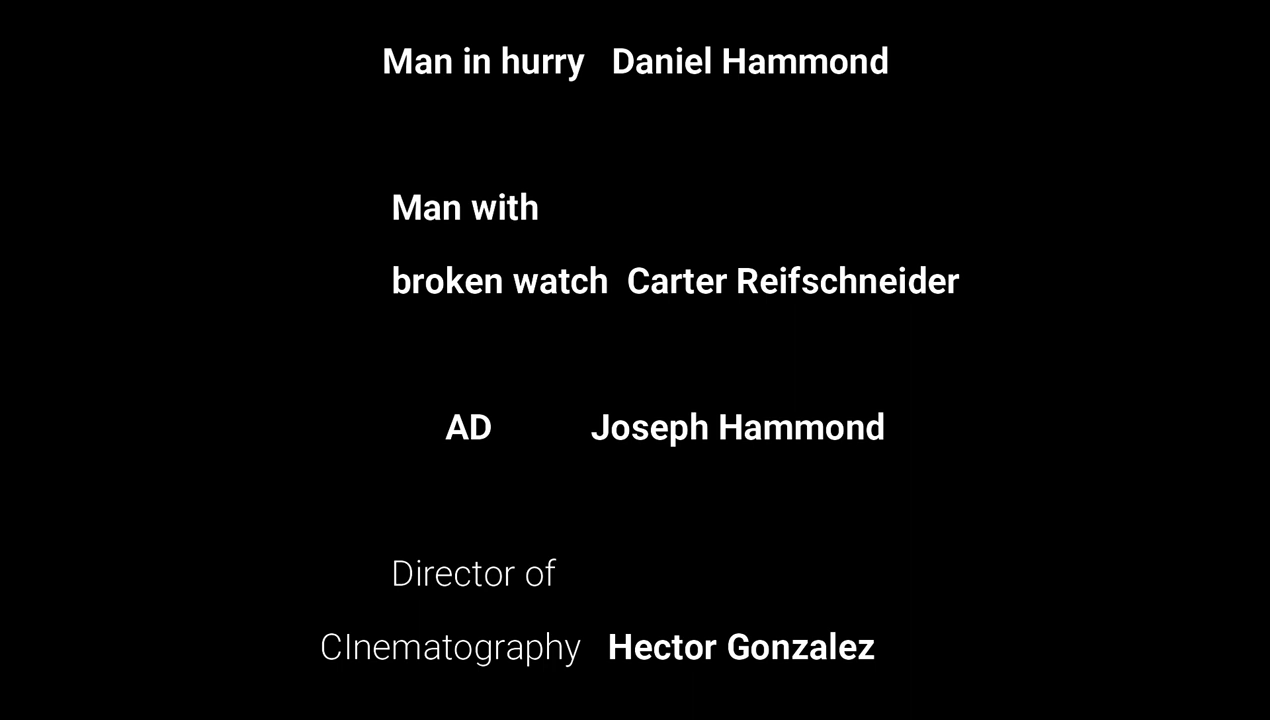 Man in hurry Daniel Hammond
Man with
broken watch Carter Reifschneider
AD Joseph Hammond
Director of
CInematography Hector Gonzalez